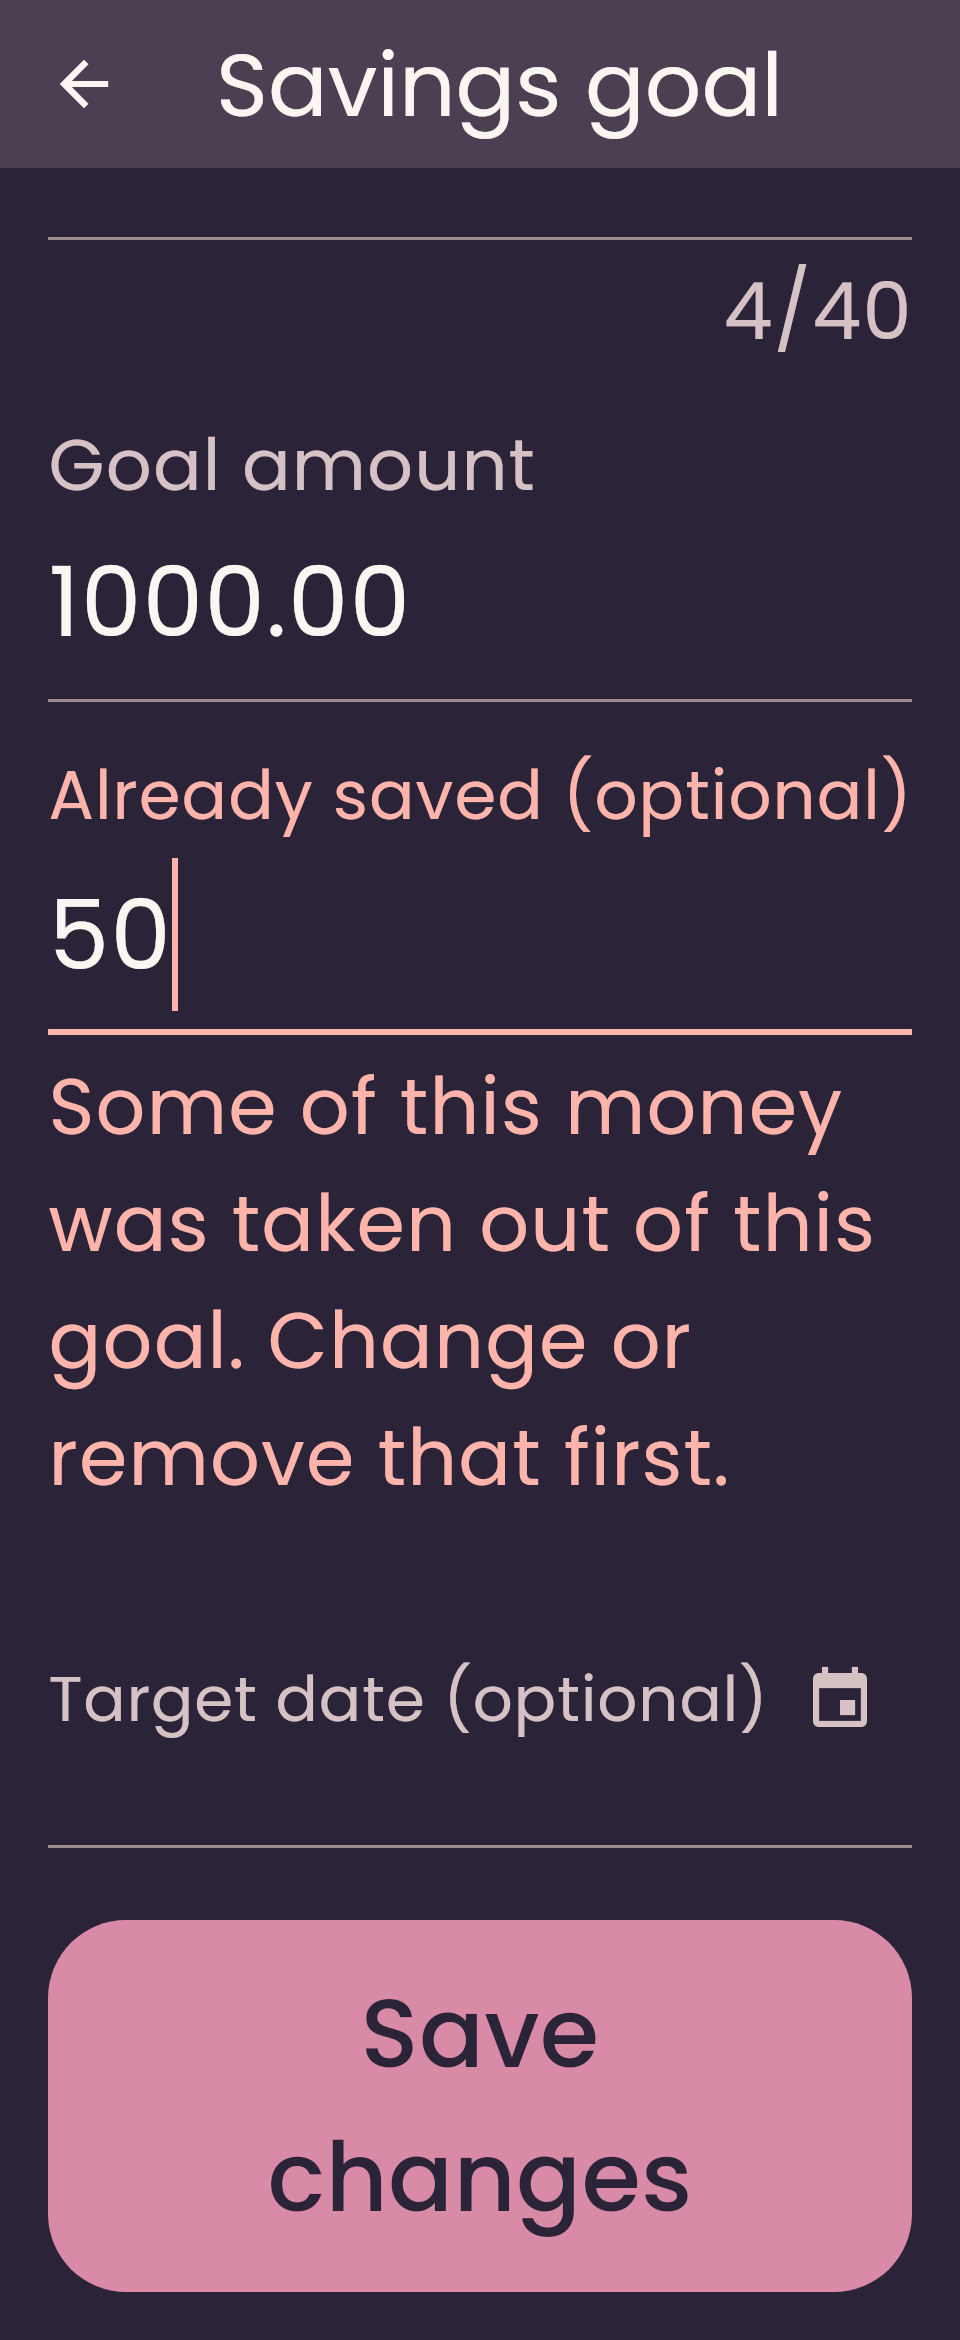 Savings goal
4/40
Goal amount
1000.00
Already saved (optional)
50
Some of this money
was taken out of this
goal. Change or
remove that first.
Target date (optional)
Save
changes